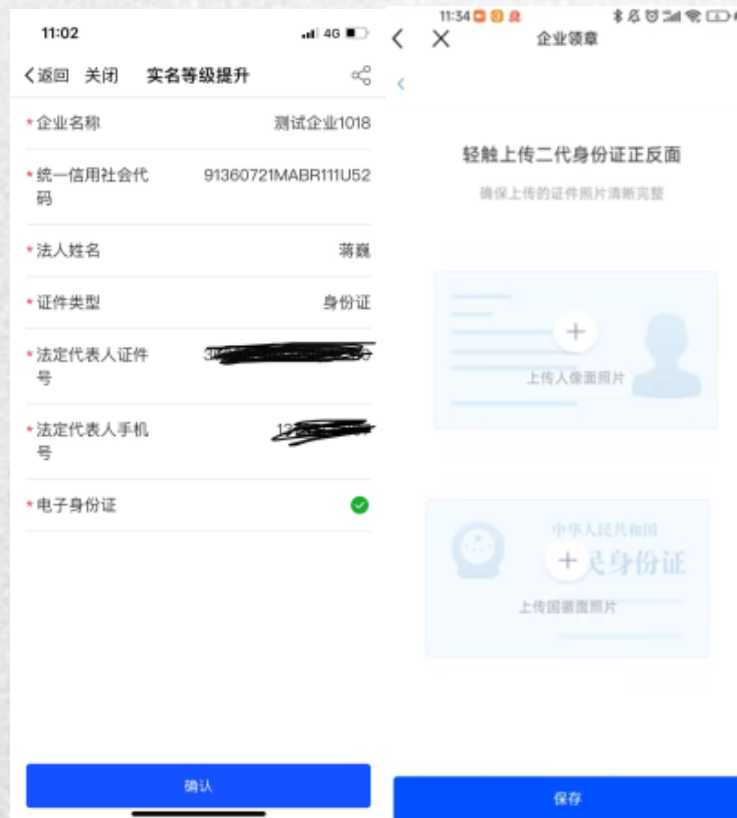 11:02
4G
返回 关闭 实名等级提升
*企业名称 测试企业1018
*统一信用社会代码 91360721MABR111U52
*法人姓名 蒋巍
*证件类型 身份证
*法定代表人证件号
*法定代表人手机号
*电子身份证
确认
11:34
企业领章
轻触上传二代身份证正反面
确保上传的证件照片清晰完整
上传人像面照片
中华人民共和国
民身份证
上传国徽面照片
保存